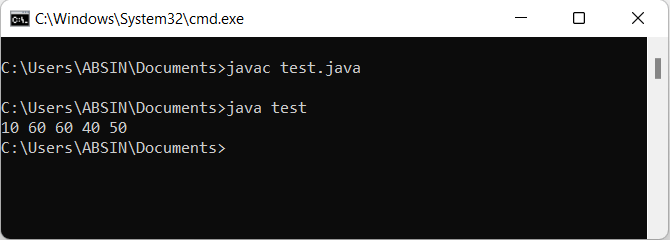 C:\Windows\System32\cmd.exe
C:\Users\ABSIN\Documents>javac test.java
C:\Users\ABSIN\Documents>java test
10 60 60 40 50
C:\Users\ABSIN\Documents>